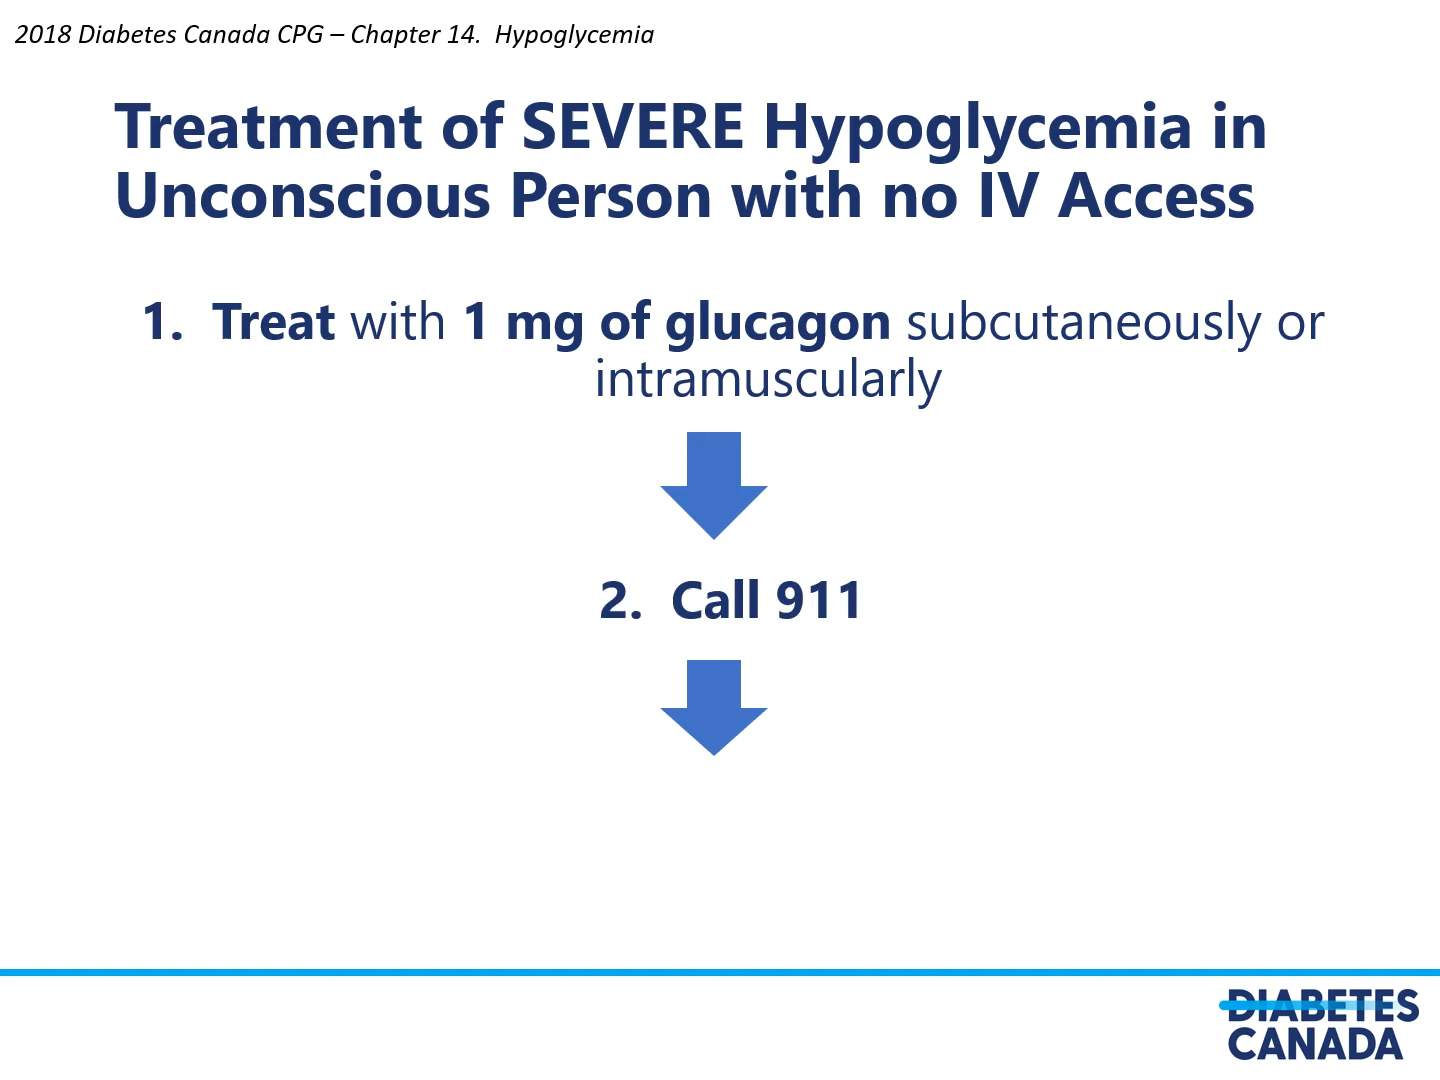 2018 Diabetes Canada CPG – Chapter 14.  Hypoglycemia
Treatment of SEVERE Hypoglycemia in
Unconscious Person with no IV Access
1.  Treat with 1 mg of glucagon subcutaneously or
intramuscularly
2.  Call 911
DIABETES
CANADA